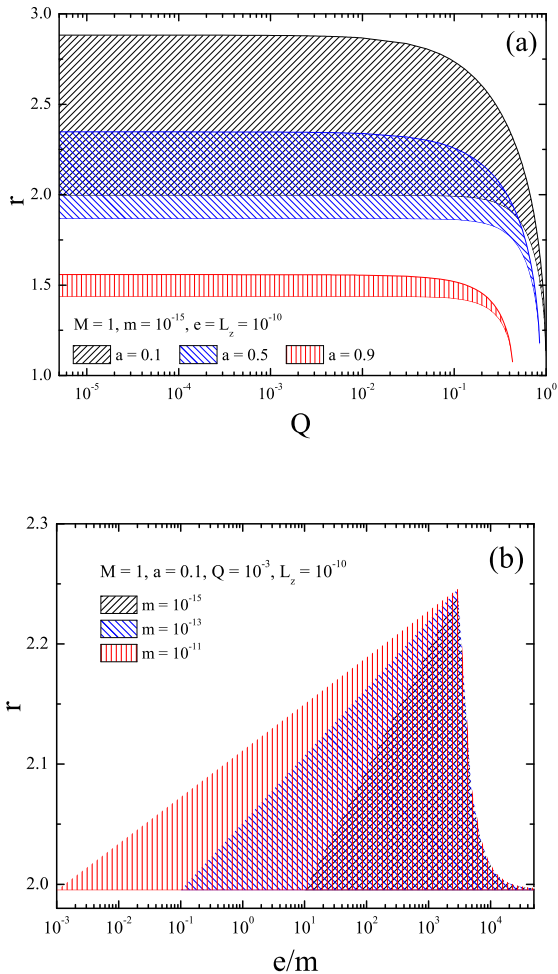 (a)
3.0
2.5
2.0
1.5
1.0
r
M = 1, m = 10⁻¹⁵, e = L_z = 10⁻¹⁰
a = 0.1 a = 0.5 a = 0.9
10⁻⁵ 10⁻⁴ 10⁻³ 10⁻² 10⁻¹ 10⁰
Q
(b)
2.3
2.2
2.1
2.0
r
M = 1, a = 0.1, Q = 10⁻³, L_z = 10⁻¹⁰
m = 10⁻¹⁵
m = 10⁻¹³
m = 10⁻¹¹
10⁻³ 10⁻² 10⁻¹ 10⁰ 10¹ 10² 10³ 10⁴
e/m